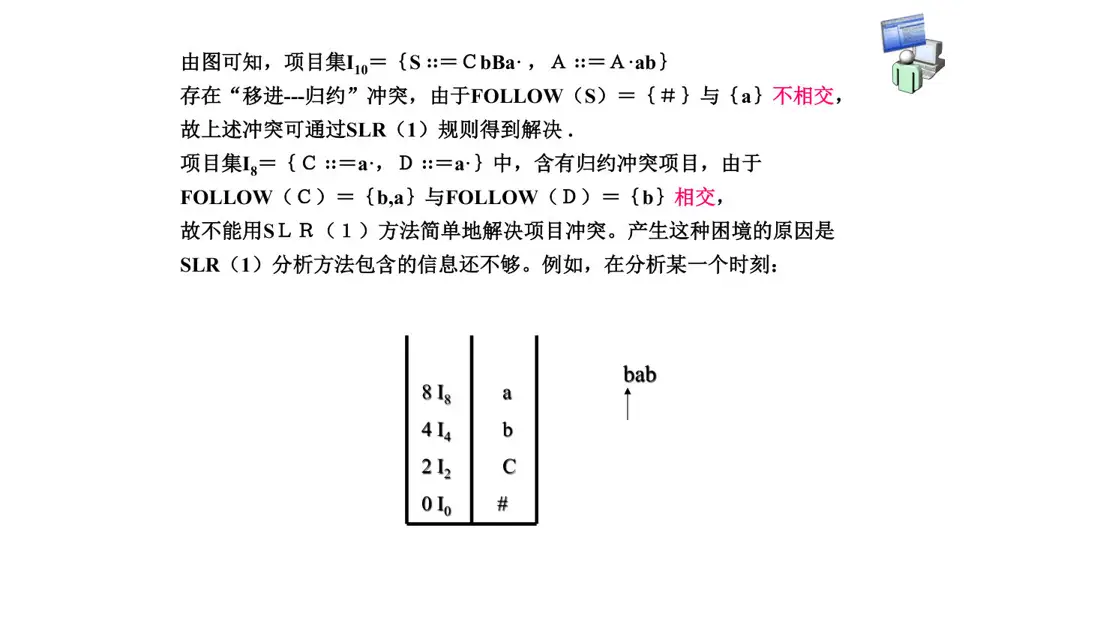 由图可知，项目集I10＝｛S ::=ＣbBa· ，Ａ ::=Ａ·ab｝
存在“移进---归约”冲突，由于FOLLOW（S）＝｛＃｝与｛a｝不相交，
故上述冲突可通过SLR（1）规则得到解决 .
项目集I8＝｛Ｃ ::=a·，Ｄ ::=a·｝中，含有归约冲突项目，由于
FOLLOW（Ｃ）＝｛b,a｝与FOLLOW（Ｄ）＝｛b｝相交，
故不能用SＬＲ（１）方法简单地解决项目冲突。产生这种困境的原因是
SLR（1）分析方法包含的信息还不够。例如，在分析某一个时刻：
bab
8 I8 a
4 I4 b
2 I2 C
0 I0 #